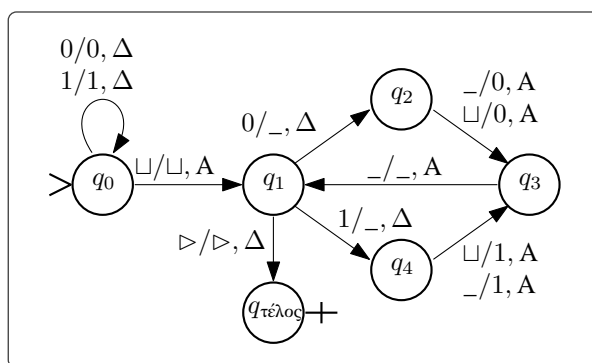 0/0, Δ
1/1, Δ
q0
⊔/⊔, A
q1
0/_, Δ
q2
_/0, A
⊔/0, A
_/_, A
q3
▷/▷, Δ
1/_, Δ
q4
⊔/1, A
_/1, A
qτέλος